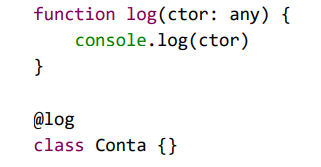 function log(ctor: any) {
    console.log(ctor)
}

@log
class Conta {}